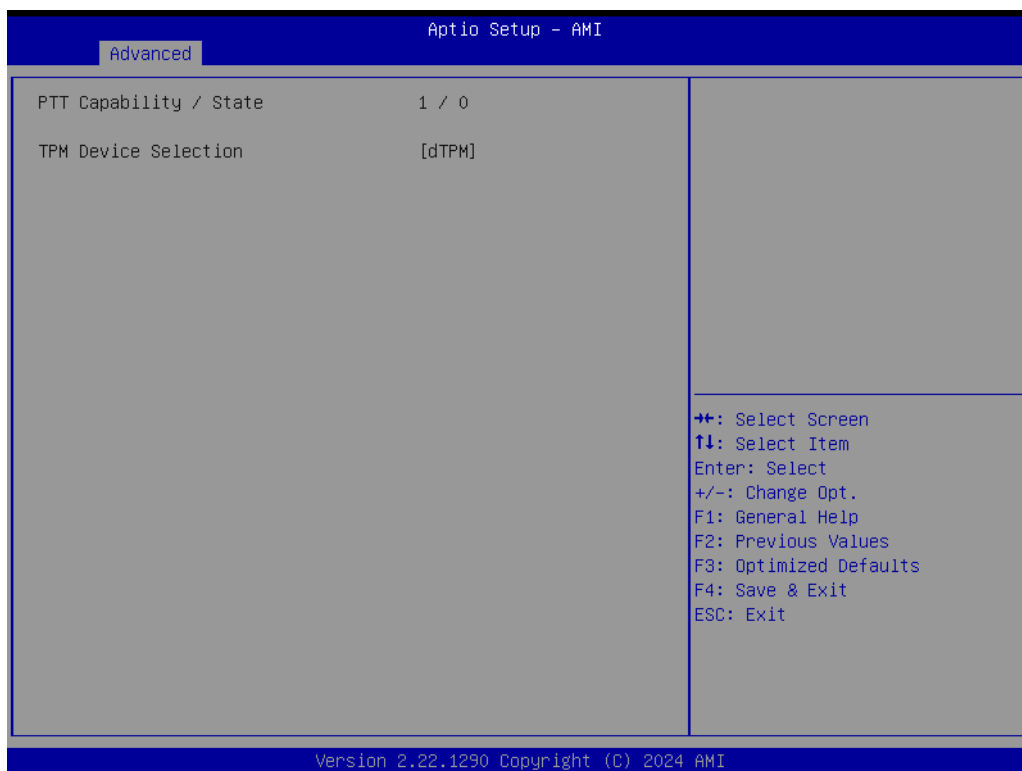 Aptio Setup – AMI
Advanced
PTT Capability / State 1 / 0
TPM Device Selection [dTPM]
→←: Select Screen
↑↓: Select Item
Enter: Select
+/-: Change Opt.
F1: General Help
F2: Previous Values
F3: Optimized Defaults
F4: Save & Exit
ESC: Exit
Version 2.22.1290 Copyright (C) 2024 AMI